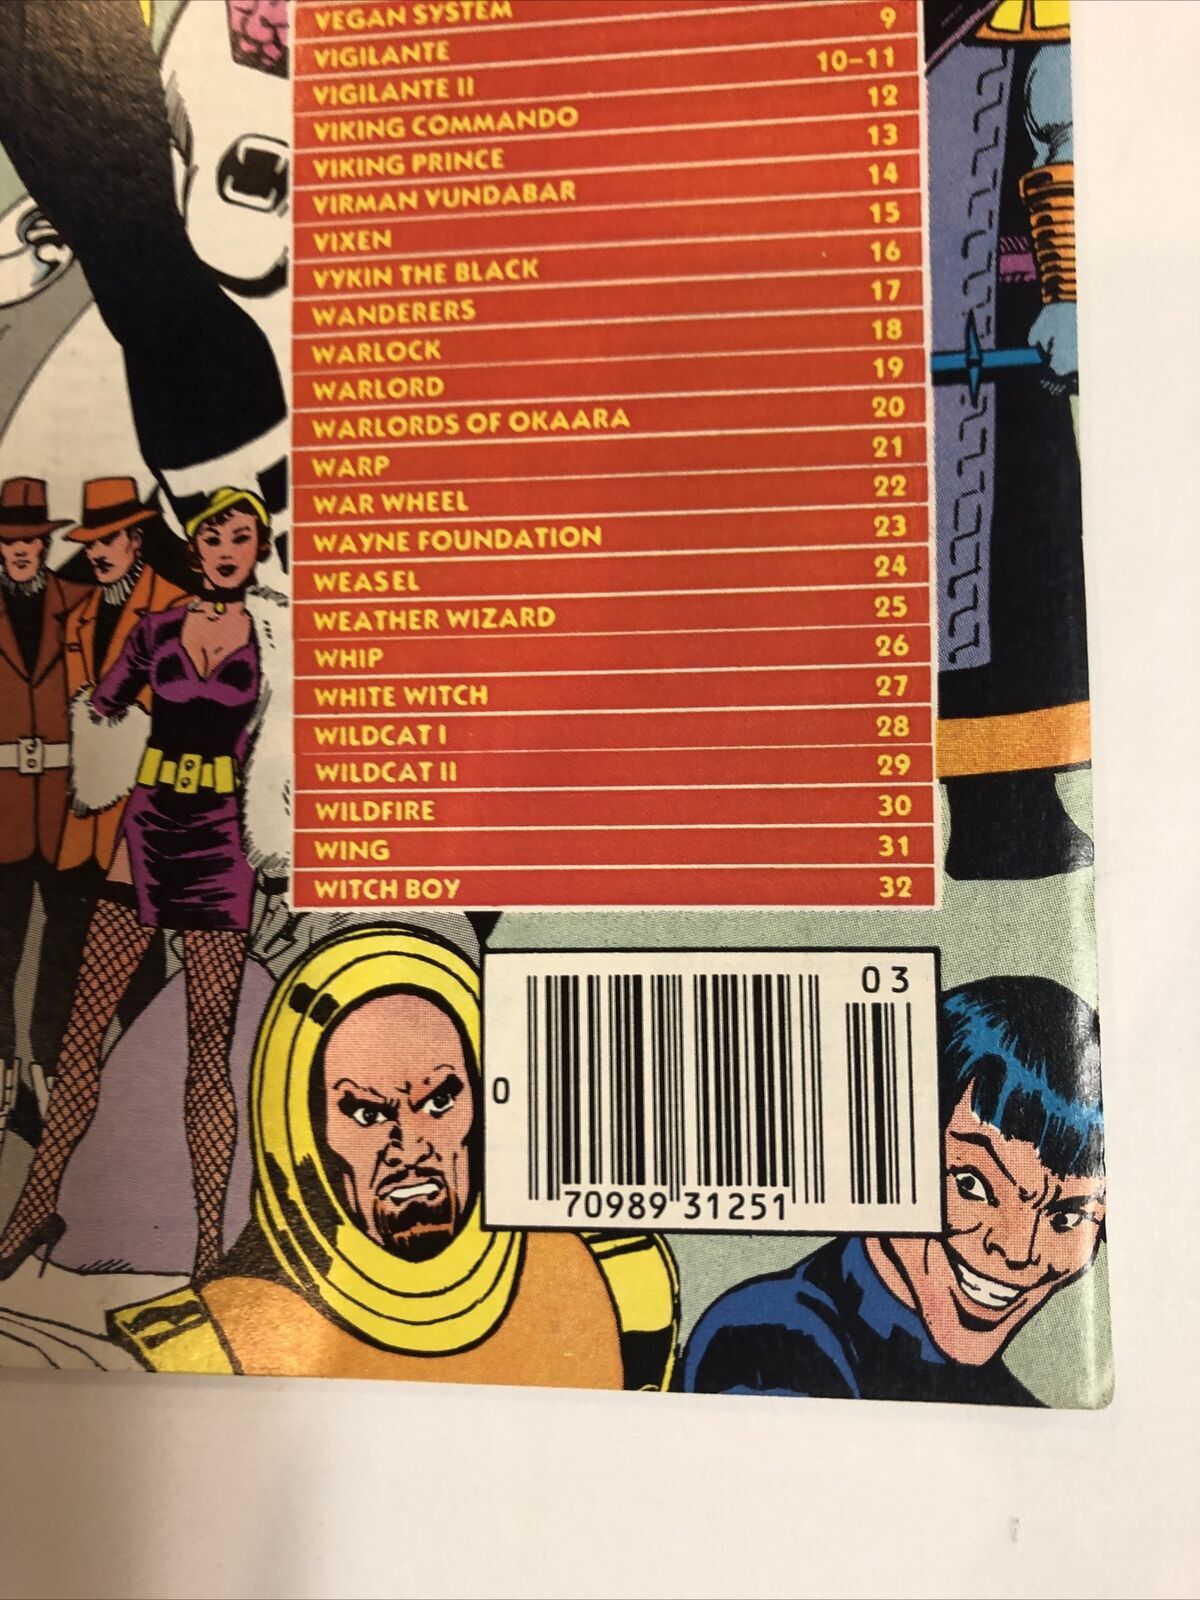 VEGAN SYSTEM
VIGILANTE 9
VIGILANTE II 10–11
VIKING COMMANDO 12
VIKING PRINCE 13
VIRMAN VUNDABAR 14
VIXEN 15
VYKIN THE BLACK 16
WANDERERS 17
WARLOCK 18
WARLORD 19
WARLORDS OF OKAARA 20
WARP 21
WAR WHEEL 22
WAYNE FOUNDATION 23
WEASEL 24
WEATHER WIZARD 25
WHIP 26
WHITE WITCH 27
WILDCAT I 28
WILDCAT II 29
WILDFIRE 30
WING 31
WITCH BOY 32
03
0 70989 31251